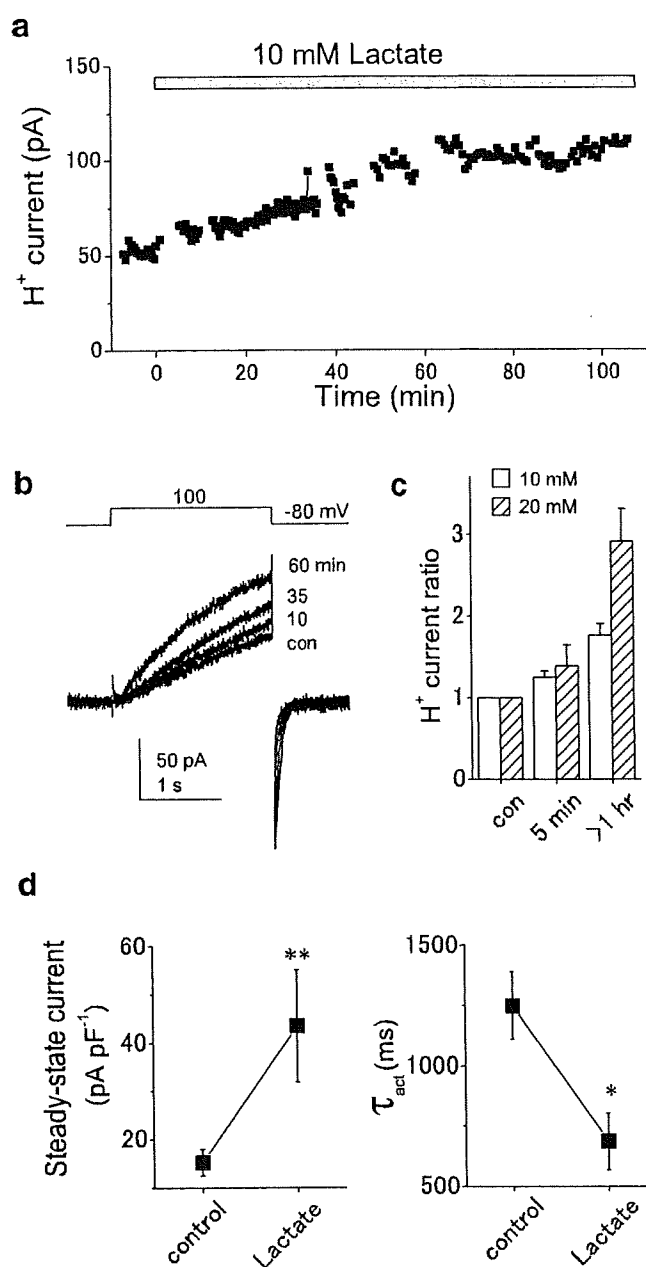 a
10 mM Lactate
150
100
50
0
H+ current (pA)
0 20 40 60 80 100
Time (min)
b
100
-80 mV
60 min
35
10
con
50 pA
1 s
c
10 mM
20 mM
3
2
1
0
H+ current ratio
con 5 min >1 hr
d
60
40
20
Steady-state current
(pA pF-1)
**
control Lactate
1500
1000
500
τact (ms)
*
control Lactate